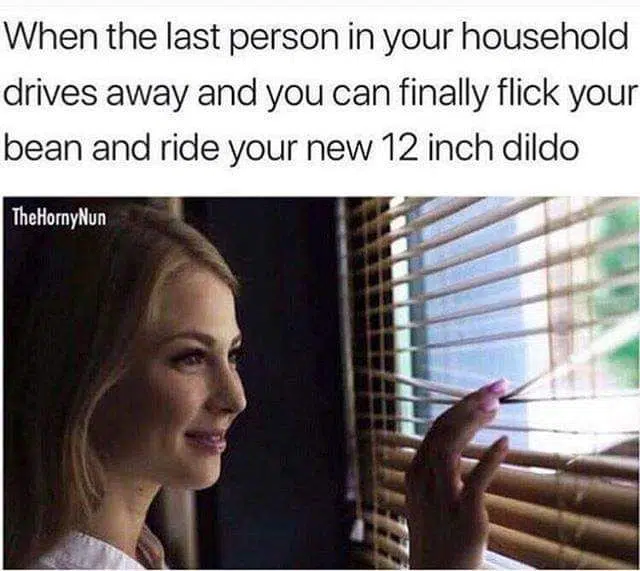 When the last person in your household
drives away and you can finally flick your
bean and ride your new 12 inch dildo
TheHornyNun